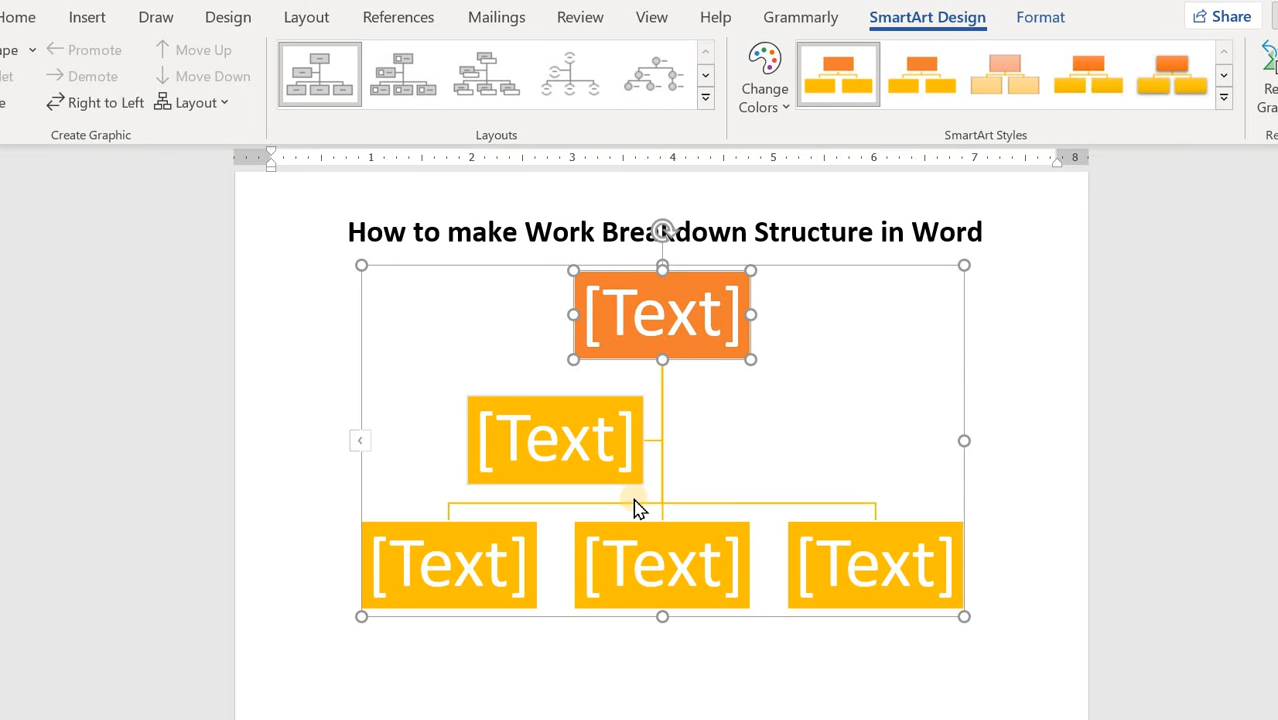 Home Insert Draw Design Layout References Mailings Review View Help Grammarly SmartArt Design Format Share
Promote Move Up
Demote Move Down
Right to Left Layout
Change Colors
Create Graphic Layouts SmartArt Styles
1 2 3 4 5 6 7 8
How to make Work Breakdown Structure in Word
[Text]
[Text]
[Text] [Text] [Text]